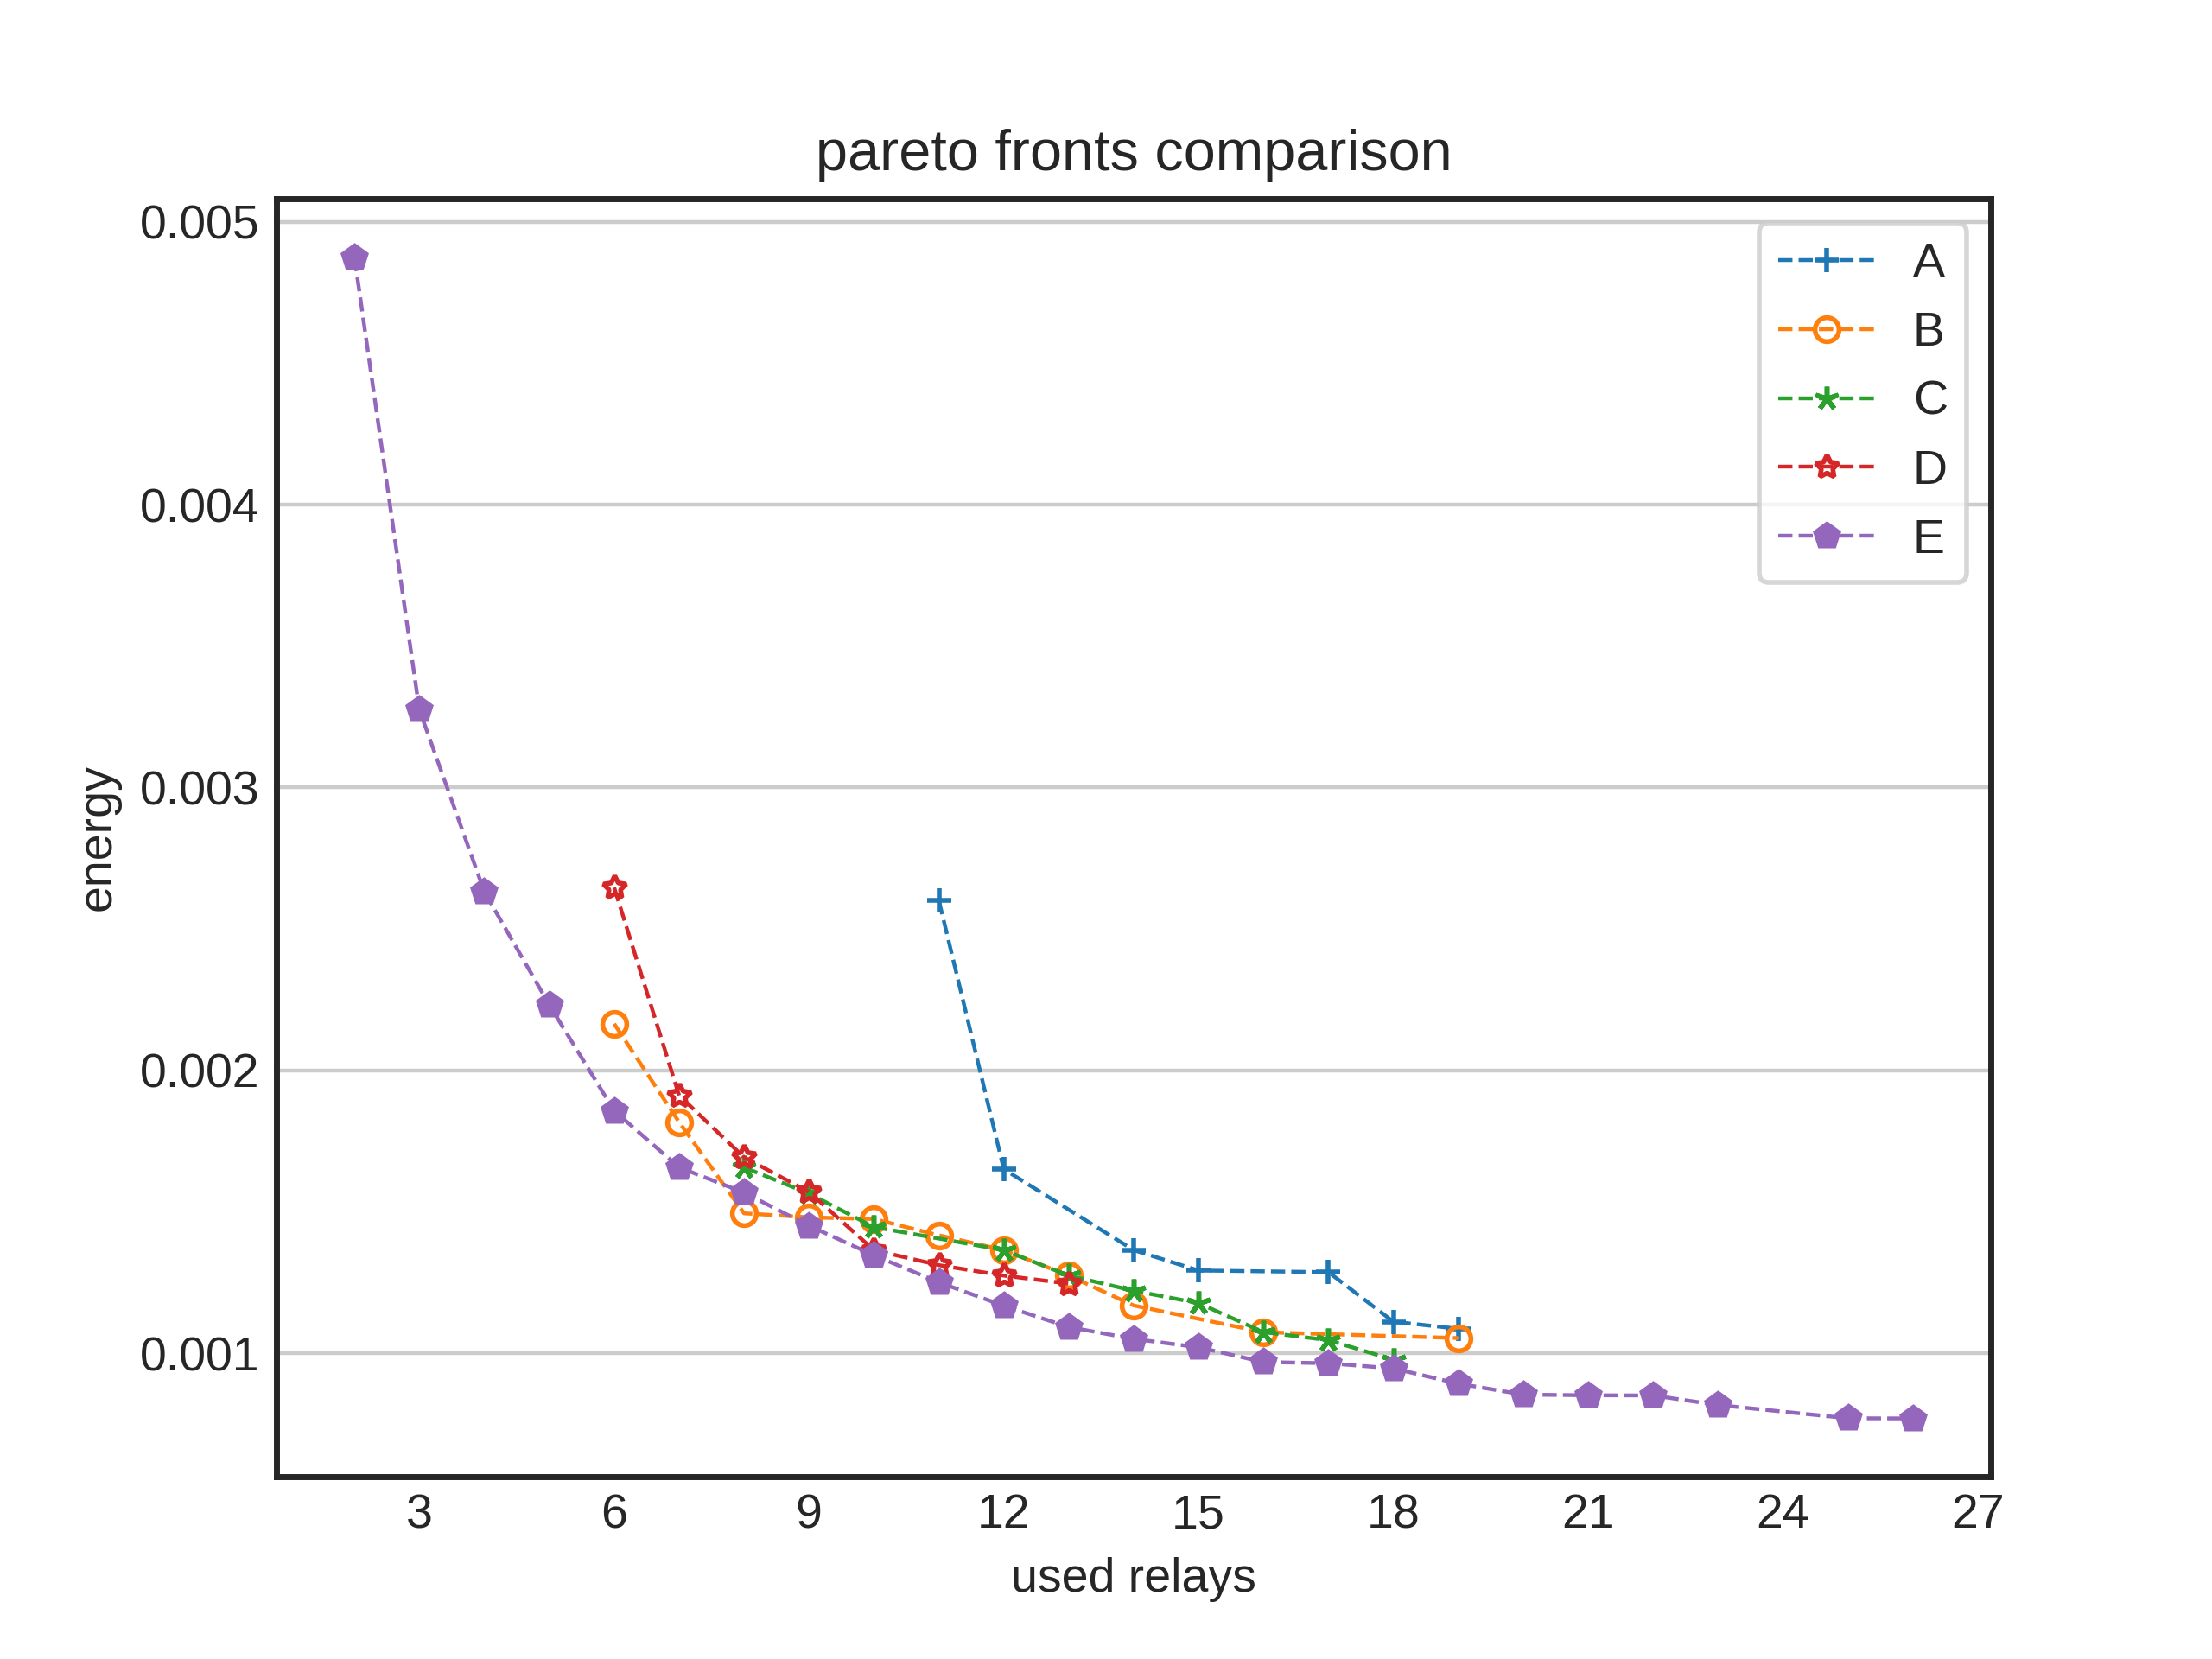 pareto fronts comparison
0.005
0.004
0.003
0.002
0.001
energy
A
B
C
D
E
3 6 9 12 15 18 21 24 27
used relays